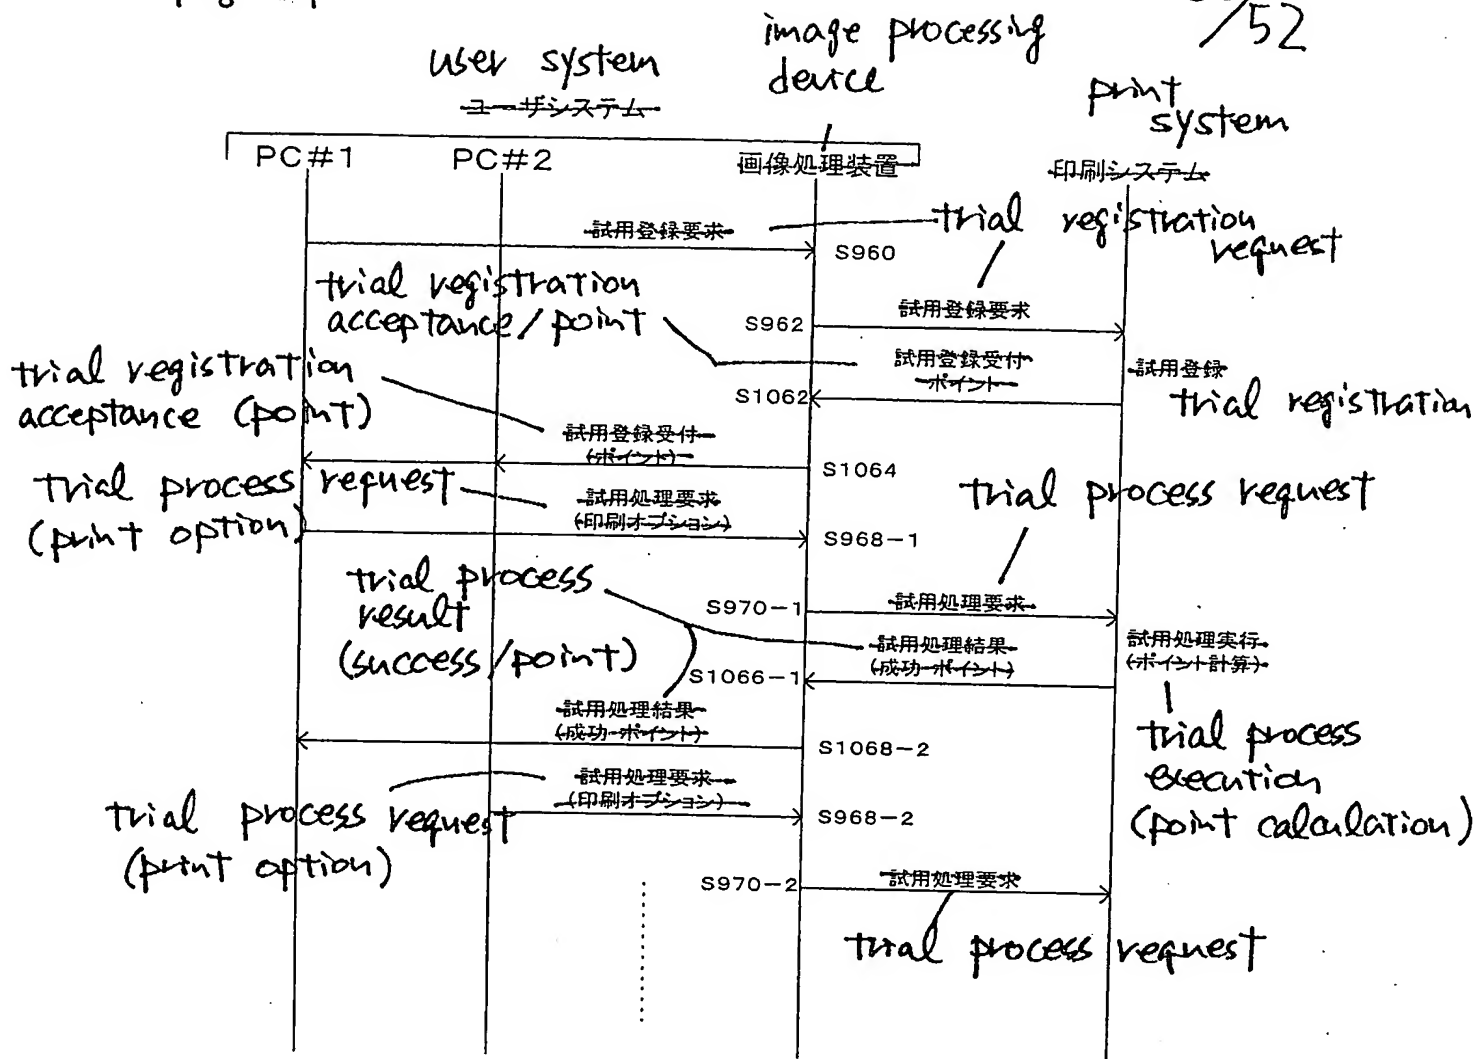 /52
user system
ユーザシステム
image processing
device
print
system
PC#1
PC#2
画像処理装置
印刷システム
試用登録要求
S960
trial registration
request
trial registration
acceptance/point
S962
試用登録要求
試用登録受付
ポイント
S1062
試用登録
trial registration
trial registration
acceptance (point)
試用登録受付
(ポイント)
S1064
trial process request
(print option)
試用処理要求
(印刷オプション)
S968-1
trial process request
trial process
result
(success/point)
S970-1
試用処理要求
試用処理結果
(成功・ポイント)
S1066-1
試用処理実行
(ポイント計算)
trial process
execution
(point calculation)
試用処理結果
(成功・ポイント)
S1068-2
trial process request
(print option)
試用処理要求
(印刷オプション)
S968-2
S970-2
試用処理要求
trial process request